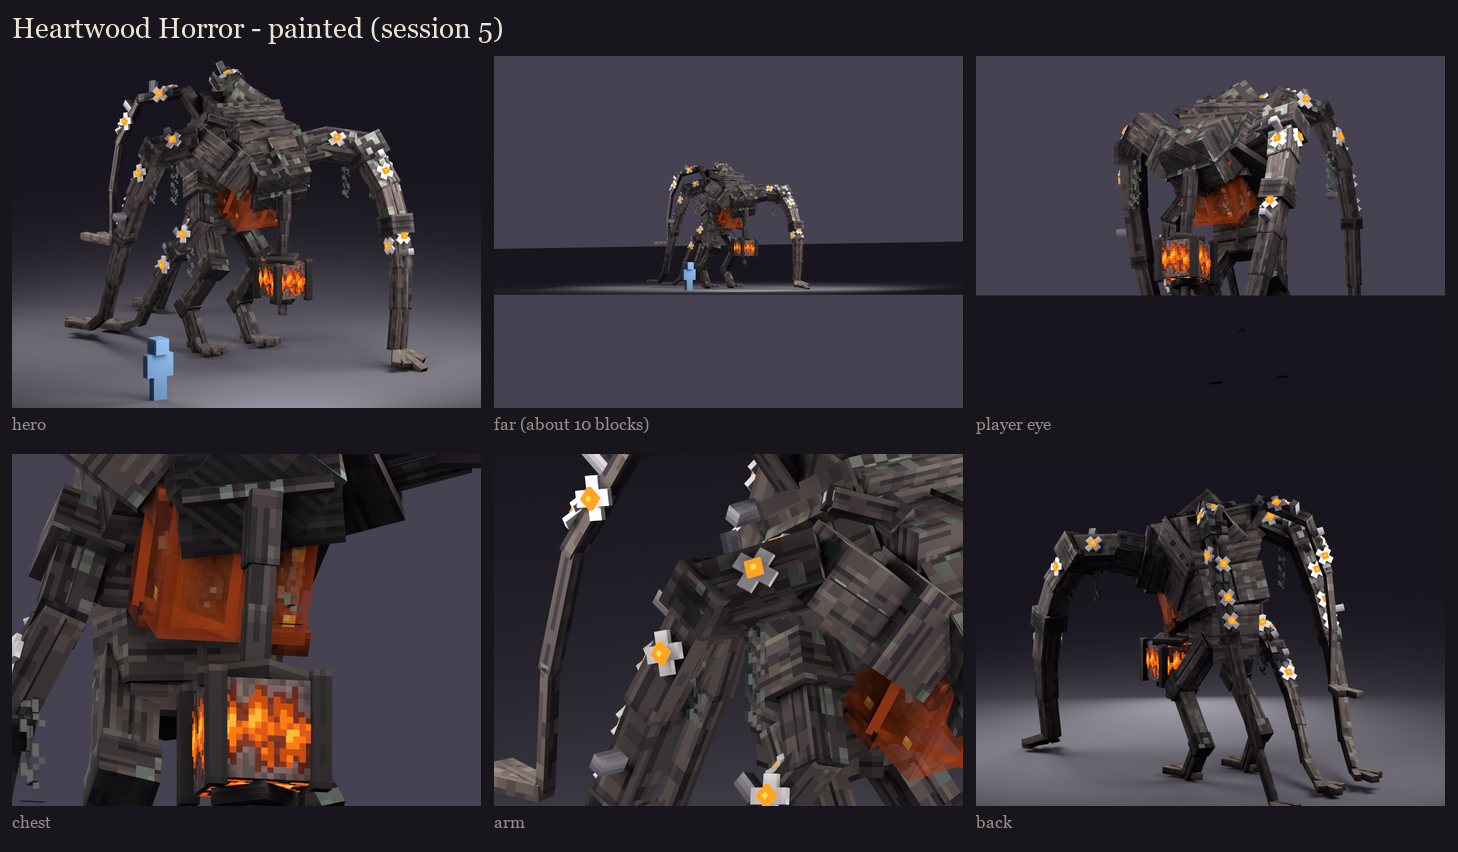 Heartwood Horror - painted (session 5)
hero
far (about 10 blocks)
player eye
chest
arm
back